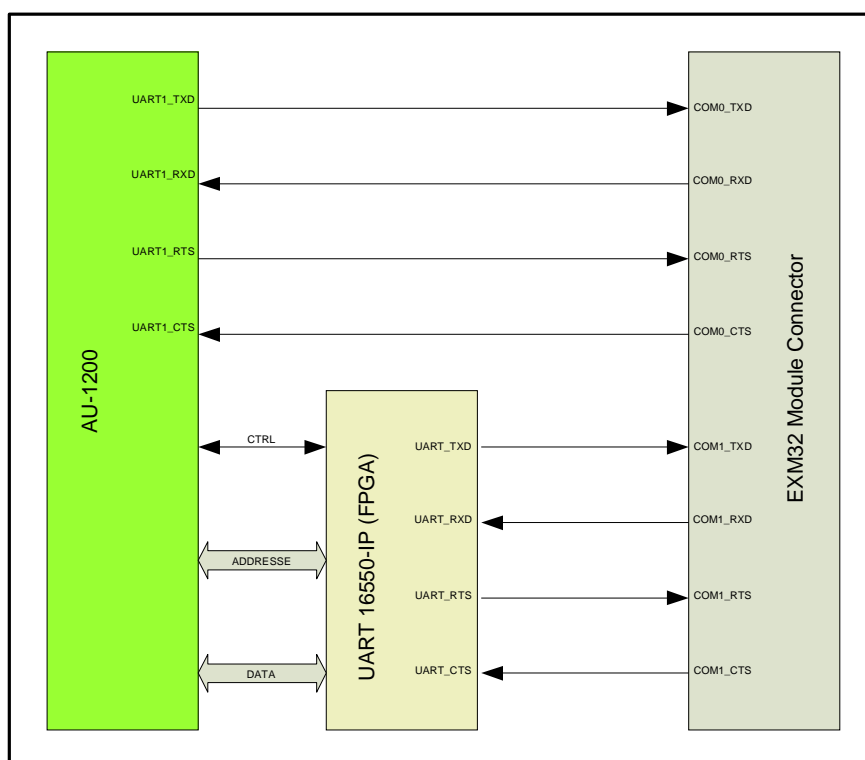 UART1_TXD
COM0_TXD
UART1_RXD
COM0_RXD
UART1_RTS
COM0_RTS
UART1_CTS
COM0_CTS
AU-1200
EXM32 Module Connector
CTRL
UART_TXD
COM1_TXD
UART 16550-IP (FPGA)
UART_RXD
COM1_RXD
ADDRESSE
UART_RTS
COM1_RTS
DATA
UART_CTS
COM1_CTS